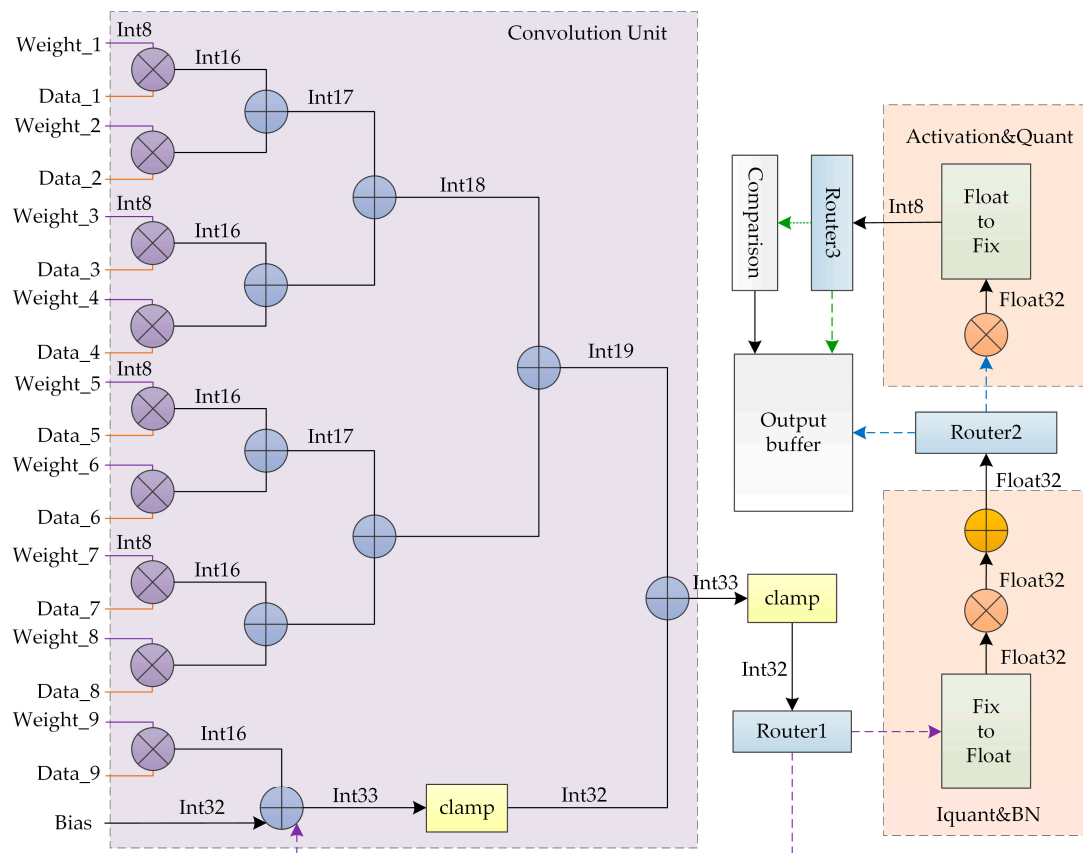 Convolution Unit
Int8
Weight_1
Int16
Data_1
Int17
Weight_2
Data_2
Int18
Int8
Weight_3
Int16
Data_3
Weight_4
Data_4
Int19
Int8
Weight_5
Int16
Data_5
Int17
Weight_6
Data_6
Int8
Weight_7
Int16
Data_7
Weight_8
Data_8
Weight_9
Int16
Data_9
Int32
Bias
Int33
clamp
Int32
Int33
clamp
Int32
Router1
Fix
to
Float
Iquant&BN
Float32
Float32
Float32
Router2
Output
buffer
Float32
Float
to
Fix
Activation&Quant
Int8
Router3
Comparison